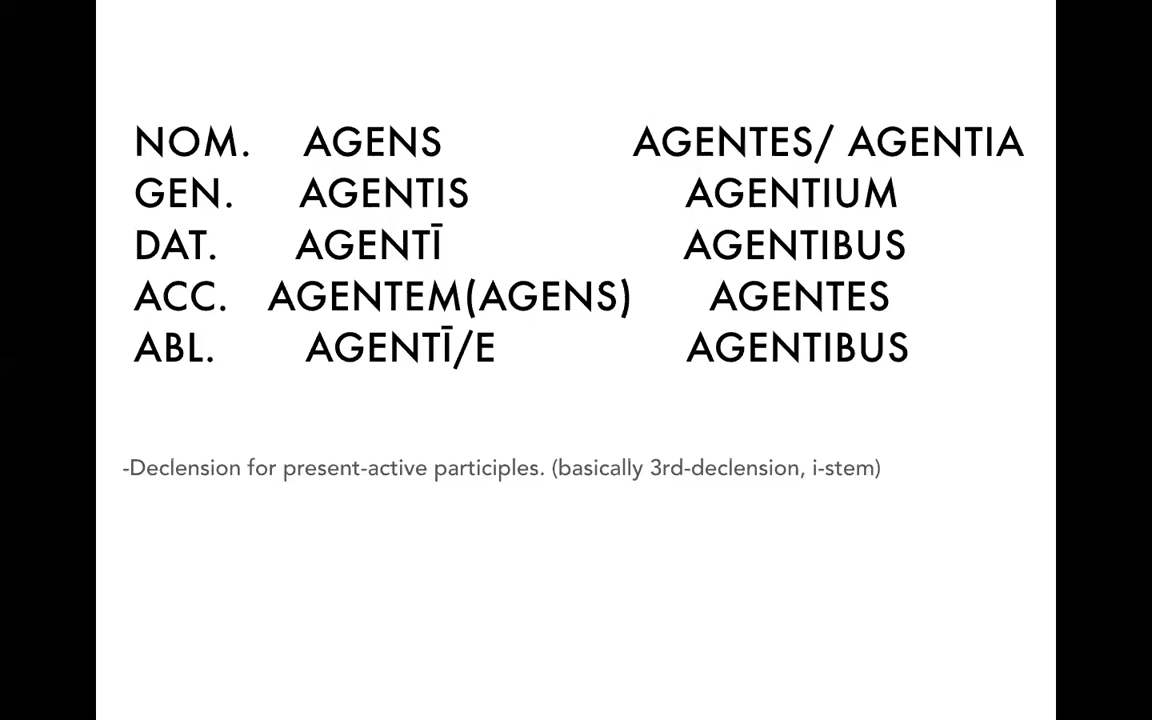 NOM. AGENS AGENTES/ AGENTIA
GEN. AGENTIS AGENTIUM
DAT. AGENTĪ AGENTIBUS
ACC. AGENTEM(AGENS) AGENTES
ABL. AGENTĪ/E AGENTIBUS
-Declension for present-active participles. (basically 3rd-declension, i-stem)